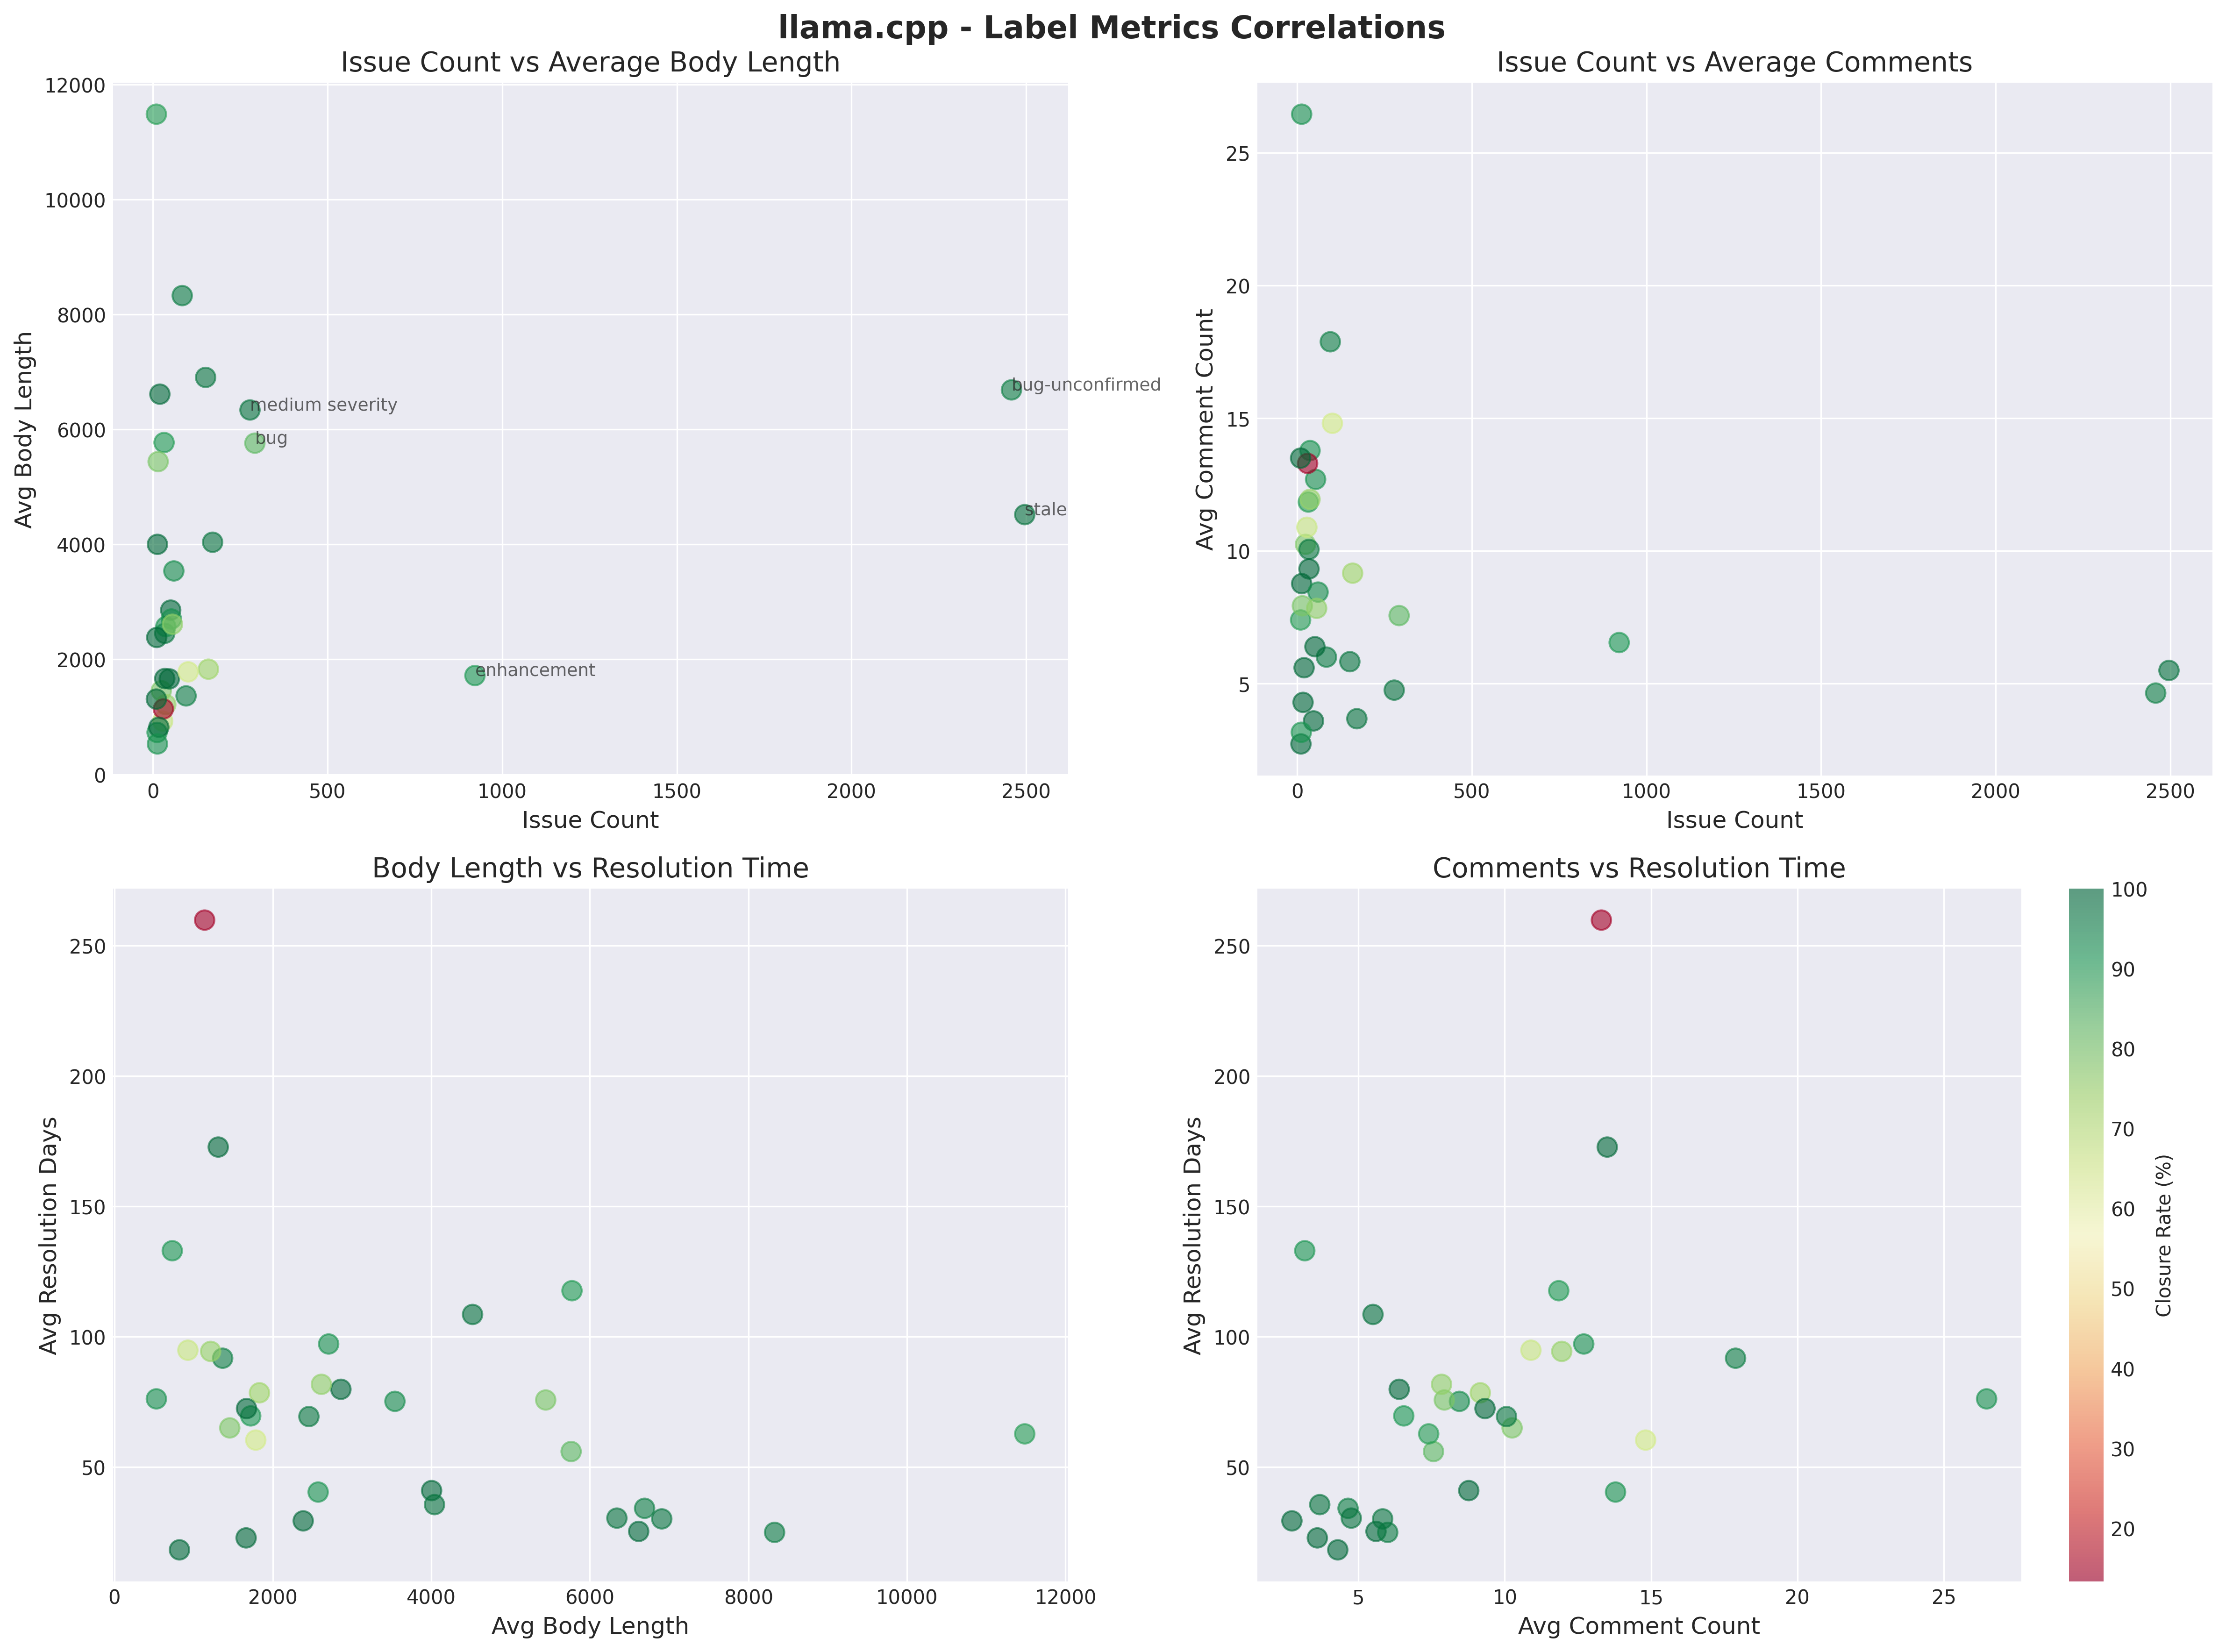 llama.cpp - Label Metrics Correlations
Issue Count vs Average Body Length
12000
10000
8000
6000
4000
2000
0
Avg Body Length
medium severity
bug
bug-unconfirmed
stale
enhancement
0 500 1000 1500 2000 2500
Issue Count
Issue Count vs Average Comments
25
20
15
10
5
Avg Comment Count
0 500 1000 1500 2000 2500
Issue Count
Body Length vs Resolution Time
250
200
150
100
50
Avg Resolution Days
0 2000 4000 6000 8000 10000 12000
Avg Body Length
Comments vs Resolution Time
250
200
150
100
50
Avg Resolution Days
5 10 15 20 25
Avg Comment Count
100
90
80
70
60
50
40
30
20
Closure Rate (%)